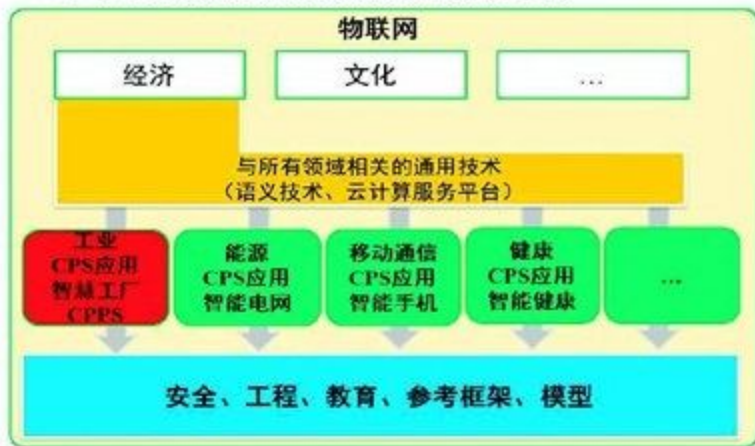 物联网
经济
文化
...
与所有领域相关的通用技术
（语义技术、云计算服务平台）
工业
CPS应用
智慧工厂
CPPS
能源
CPS应用
智能电网
移动通信
CPS应用
智能手机
健康
CPS应用
智能健康
...
安全、工程、教育、参考框架、模型